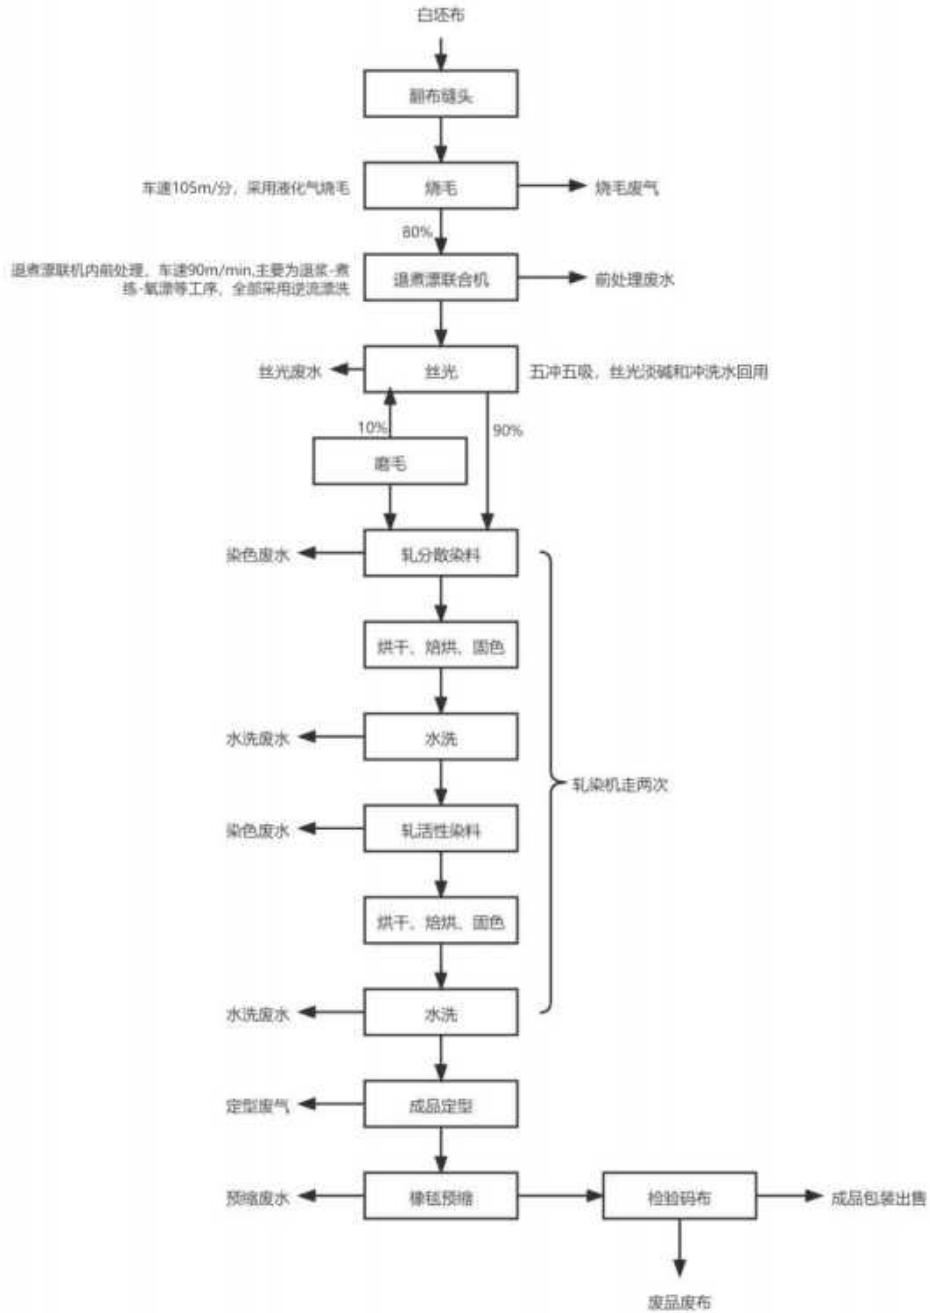 白坯布
翻布缝头
车速105m/分，采用液化气烧毛
烧毛
烧毛废气
80%
退煮漂联机内前处理，车速90m/min,主要为退浆-煮
练-氧漂等工序，全部采用逆流漂洗
退煮漂联合机
前处理废水
丝光废水
丝光
五冲五吸，丝光淡碱和冲洗水回用
10%
90%
磨毛
染色废水
轧分散染料
烘干、焙烘、固色
水洗废水
水洗
轧染机走两次
染色废水
轧活性染料
烘干、焙烘、固色
水洗废水
水洗
定型废气
成品定型
预缩废水
橡毯预缩
检验码布
成品包装出售
废品废布